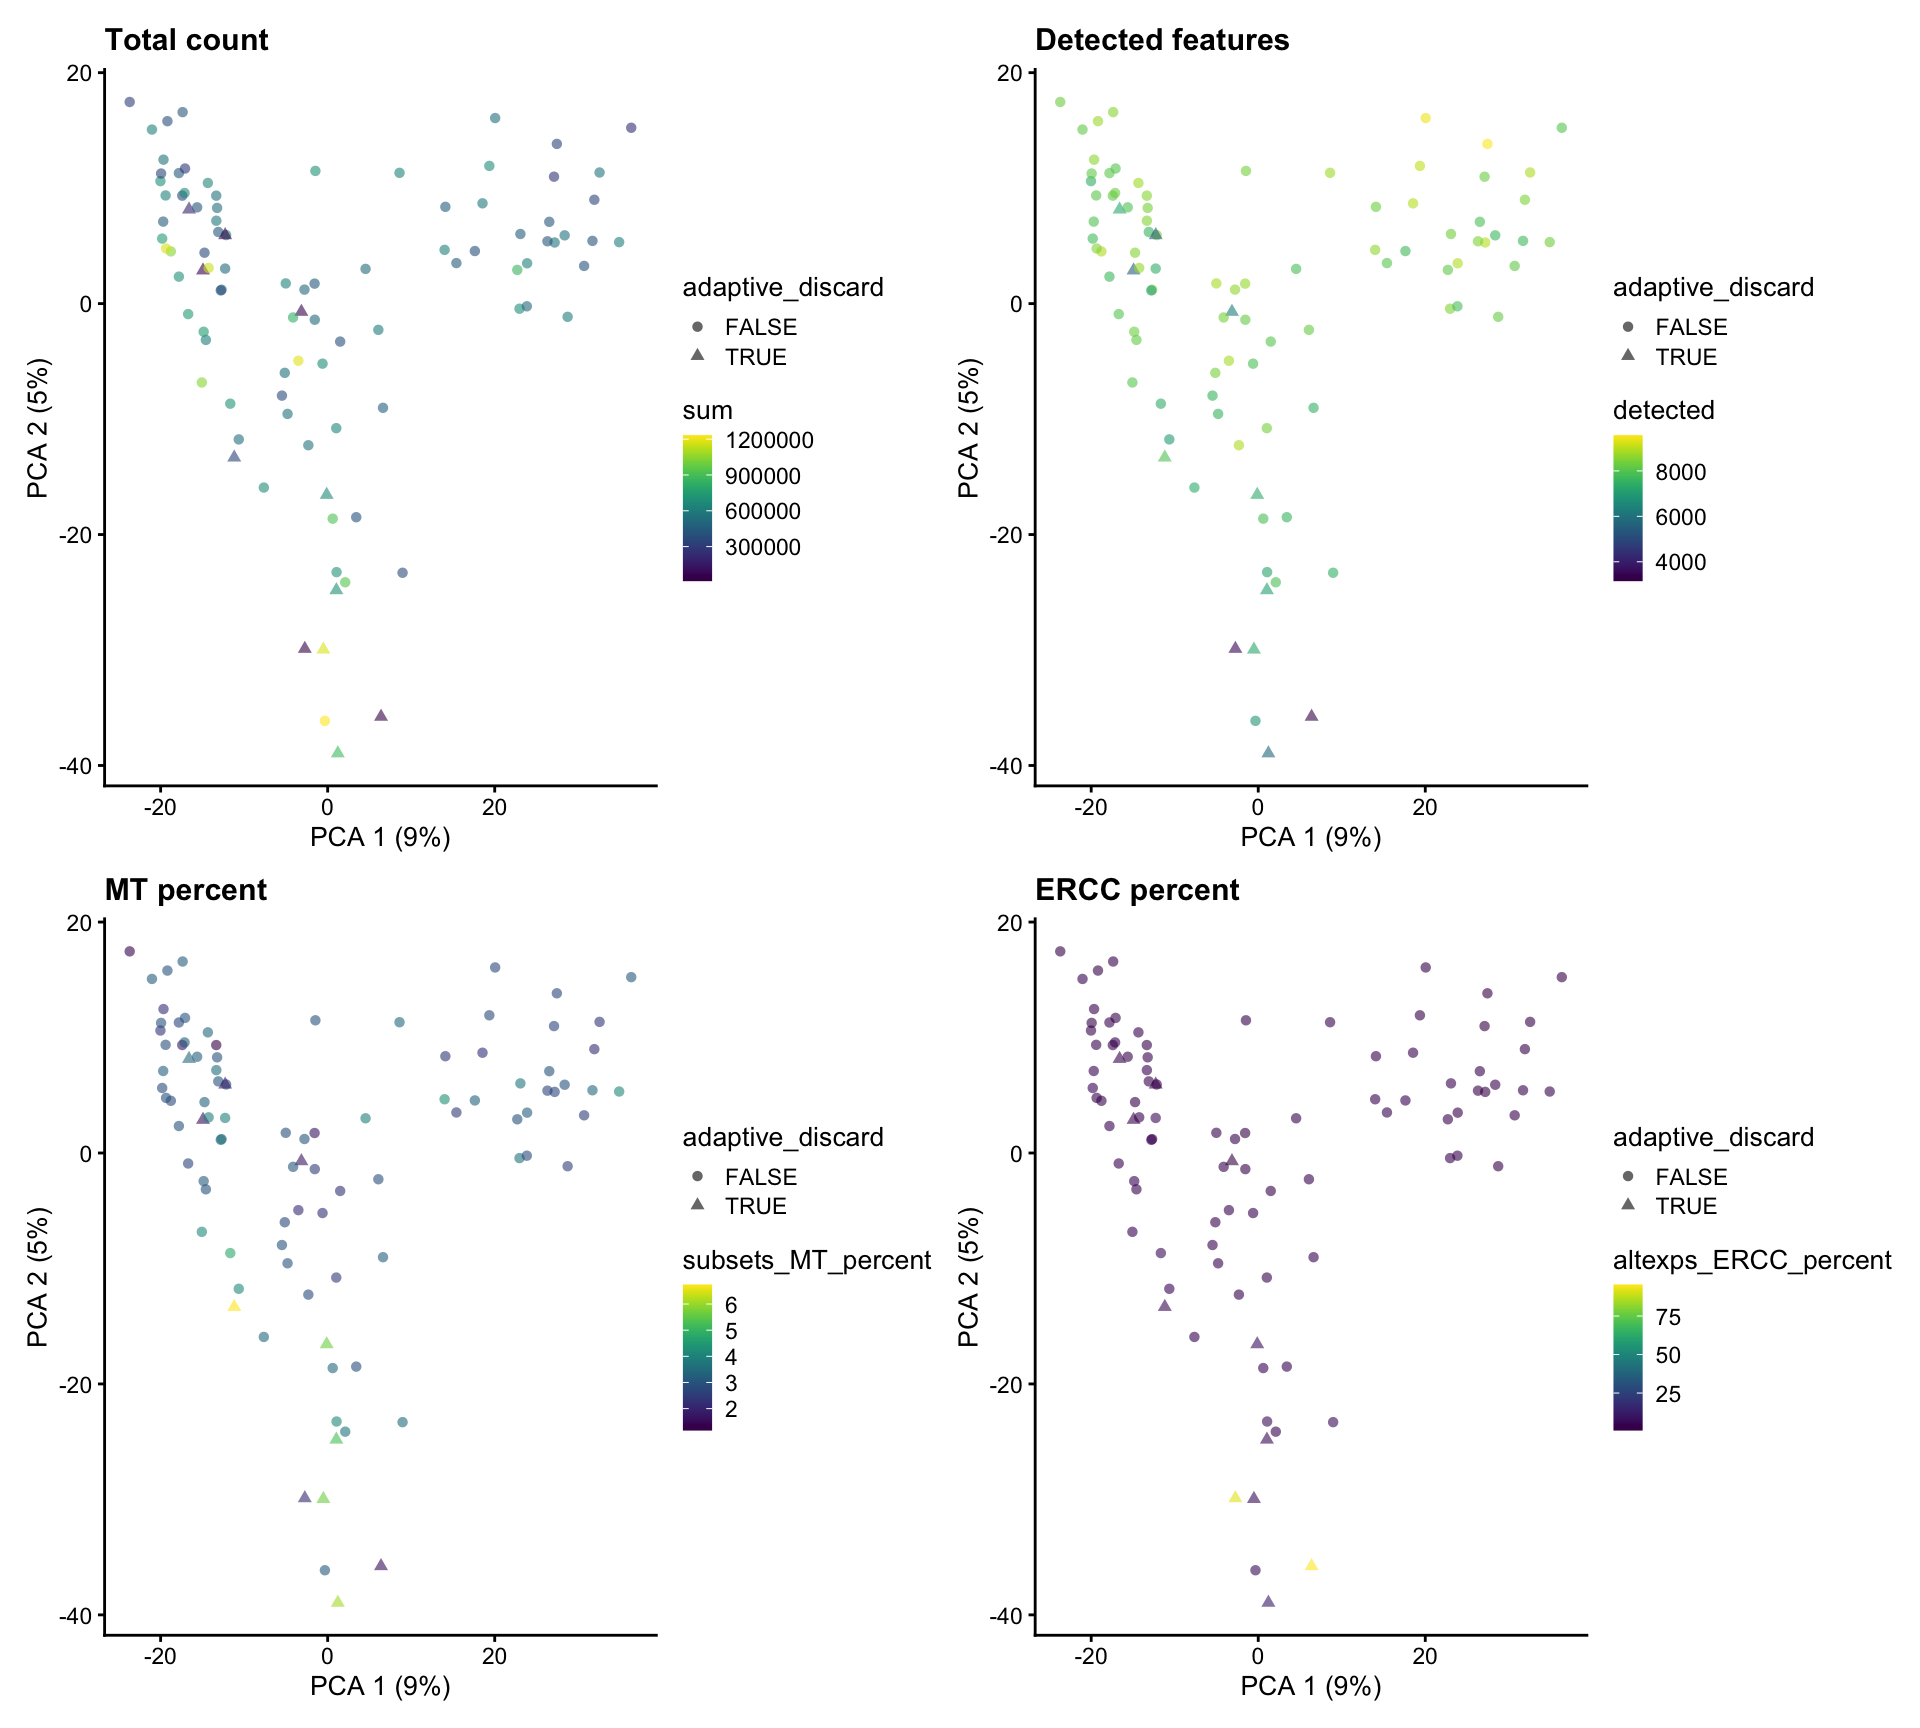 Total count
20
0
-20
-40
PCA 2 (5%)
-20
0
20
PCA 1 (9%)
adaptive_discard
FALSE
TRUE
sum
1200000
900000
600000
300000
Detected features
20
0
-20
-40
PCA 2 (5%)
-20
0
20
PCA 1 (9%)
adaptive_discard
FALSE
TRUE
detected
8000
6000
4000
MT percent
20
0
-20
-40
PCA 2 (5%)
-20
0
20
PCA 1 (9%)
adaptive_discard
FALSE
TRUE
subsets_MT_percent
6
5
4
3
2
ERCC percent
20
0
-20
-40
PCA 2 (5%)
-20
0
20
PCA 1 (9%)
adaptive_discard
FALSE
TRUE
altexps_ERCC_percent
75
50
25